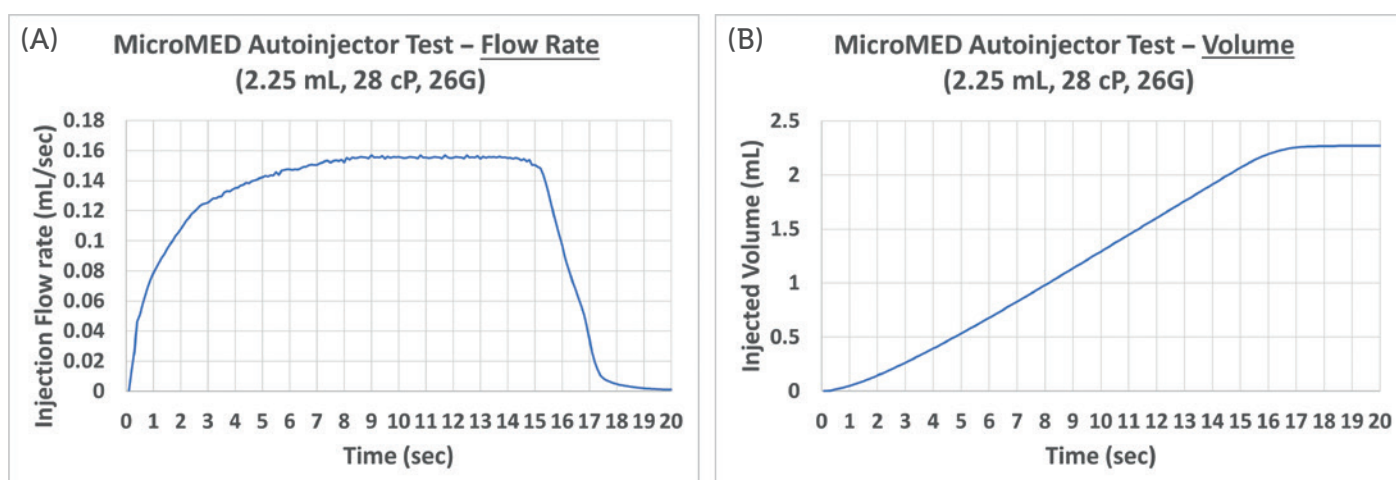 (A)
MicroMED Autoinjector Test – Flow Rate
(2.25 mL, 28 cP, 26G)
Injection Flow rate (mL/sec)
0.18
0.16
0.14
0.12
0.1
0.08
0.06
0.04
0.02
0
0 1 2 3 4 5 6 7 8 9 10 11 12 13 14 15 16 17 18 19 20
Time (sec)
(B)
MicroMED Autoinjector Test – Volume
(2.25 mL, 28 cP, 26G)
Injected Volume (mL)
2.5
2
1.5
1
0.5
0
0 1 2 3 4 5 6 7 8 9 10 11 12 13 14 15 16 17 18 19 20
Time (sec)